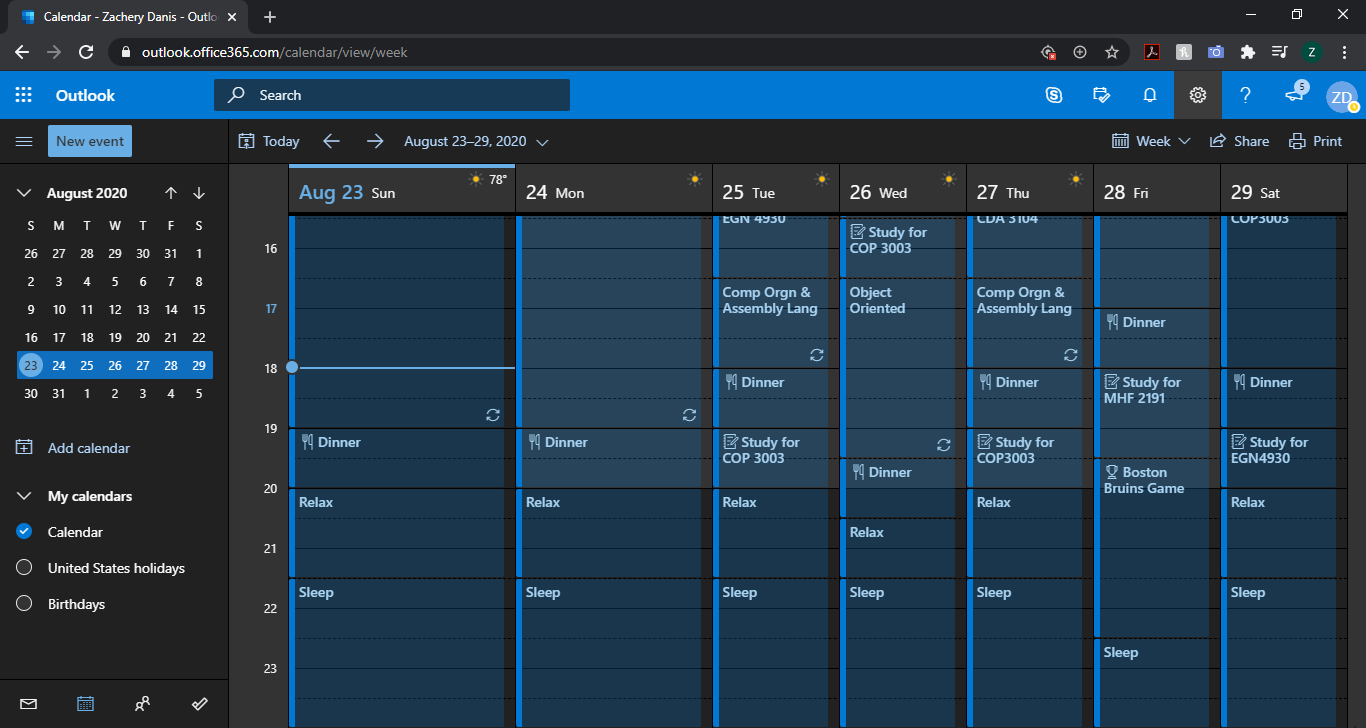 Calendar - Zachery Danis - Outlo
outlook.office365.com/calendar/view/week
Z
Outlook
Search
5
ZD
New event
Today
August 23–29, 2020
Week
Share
Print
August 2020
S M T W T F S
26 27 28 29 30 31 1
2 3 4 5 6 7 8
9 10 11 12 13 14 15
16 17 18 19 20 21 22
23 24 25 26 27 28 29
30 31 1 2 3 4 5
Add calendar
My calendars
Calendar
United States holidays
Birthdays
Aug 23 Sun
78°
24 Mon
25 Tue
26 Wed
27 Thu
28 Fri
29 Sat
16
17
18
19
20
21
22
23
Dinner
Relax
Sleep
Dinner
Relax
Sleep
EGN 4930
Comp Orgn &
Assembly Lang
Dinner
Study for
COP 3003
Relax
Sleep
Study for
COP 3003
Object
Oriented
Dinner
Relax
Sleep
CDA 3104
Comp Orgn &
Assembly Lang
Dinner
Study for
COP3003
Relax
Sleep
Dinner
Study for
MHF 2191
Boston
Bruins Game
Sleep
COP3003
Dinner
Study for
EGN4930
Relax
Sleep